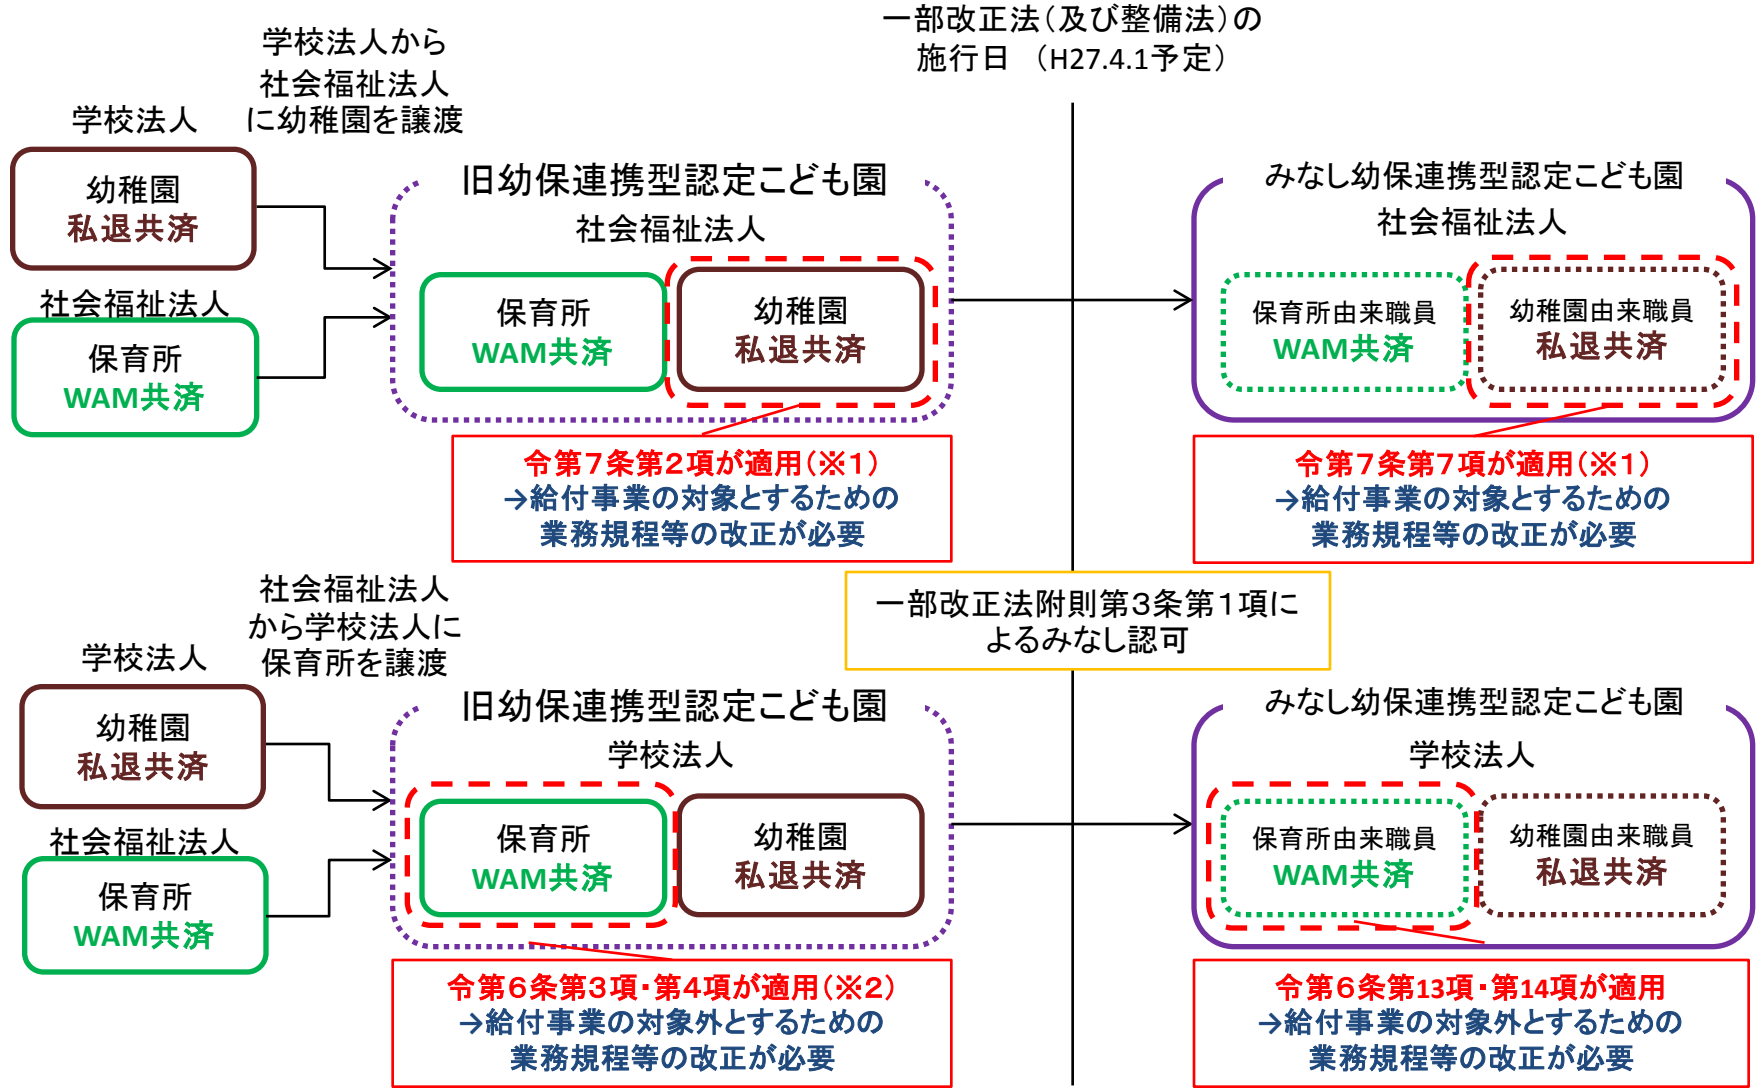 一部改正法(及び整備法)の
施行日 (H27.4.1予定)
学校法人から
社会福祉法人
に幼稚園を譲渡
学校法人
幼稚園
私退共済
社会福祉法人
保育所
WAM共済
旧幼保連携型認定こども園
社会福祉法人
保育所
WAM共済
幼稚園
私退共済
みなし幼保連携型認定こども園
社会福祉法人
保育所由来職員
WAM共済
幼稚園由来職員
私退共済
令第7条第2項が適用(※1)
→給付事業の対象とするための
業務規程等の改正が必要
令第7条第7項が適用(※1)
→給付事業の対象とするための
業務規程等の改正が必要
一部改正法附則第3条第1項に
よるみなし認可
社会福祉法人
から学校法人に
保育所を譲渡
学校法人
幼稚園
私退共済
社会福祉法人
保育所
WAM共済
旧幼保連携型認定こども園
学校法人
保育所
WAM共済
幼稚園
私退共済
みなし幼保連携型認定こども園
学校法人
保育所由来職員
WAM共済
幼稚園由来職員
私退共済
令第6条第3項・第4項が適用(※2)
→給付事業の対象外とするための
業務規程等の改正が必要
令第6条第13項・第14項が適用
→給付事業の対象外とするための
業務規程等の改正が必要